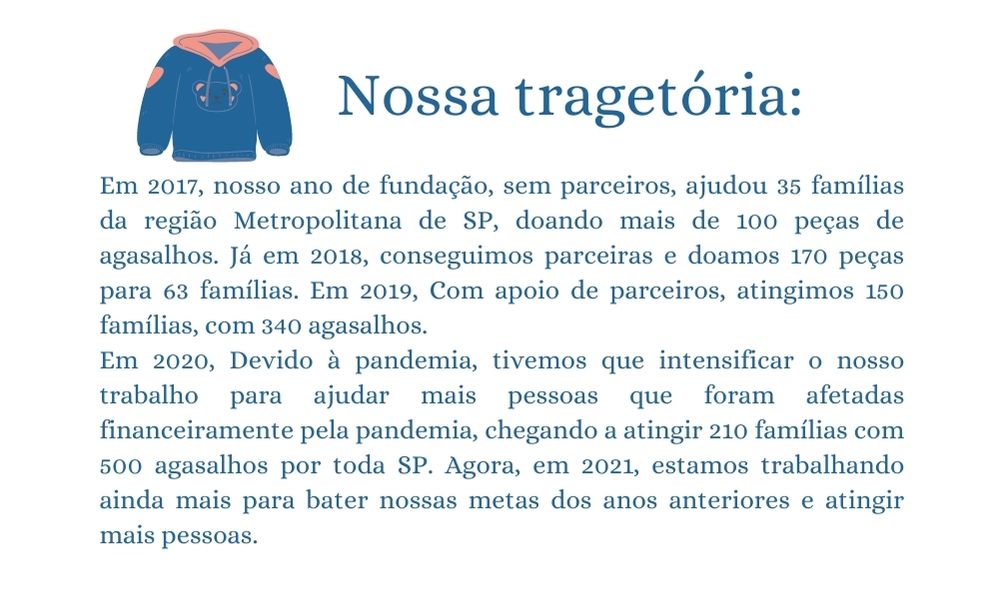 Nossa tragetória:
Em 2017, nosso ano de fundação, sem parceiros, ajudou 35 famílias
da região Metropolitana de SP, doando mais de 100 peças de
agasalhos. Já em 2018, conseguimos parceiras e doamos 170 peças
para 63 famílias. Em 2019, Com apoio de parceiros, atingimos 150
famílias, com 340 agasalhos.
Em 2020, Devido à pandemia, tivemos que intensificar o nosso
trabalho para ajudar mais pessoas que foram afetadas
financeiramente pela pandemia, chegando a atingir 210 famílias com
500 agasalhos por toda SP. Agora, em 2021, estamos trabalhando
ainda mais para bater nossas metas dos anos anteriores e atingir
mais pessoas.